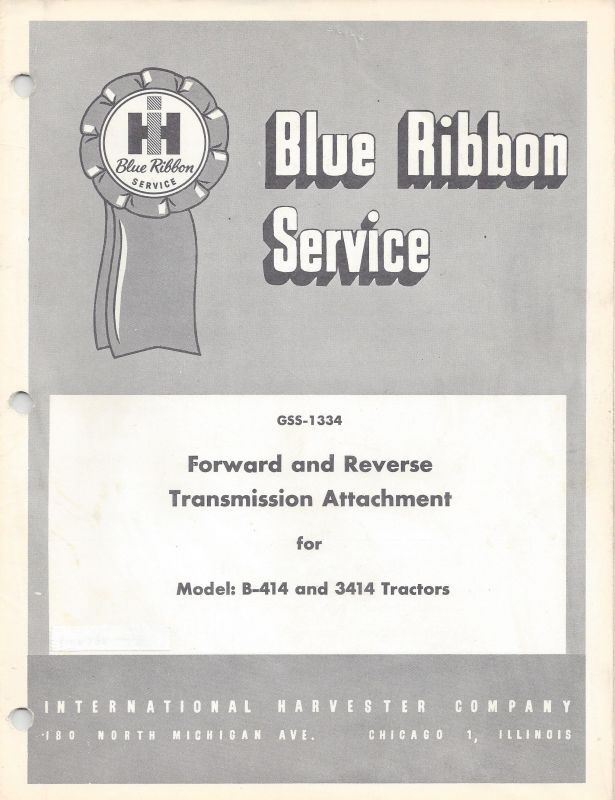 IH
Blue Ribbon
SERVICE
Blue Ribbon
Service
GSS-1334
Forward and Reverse
Transmission Attachment
for
Model: B-414 and 3414 Tractors
INTERNATIONAL HARVESTER COMPANY
180 NORTH MICHIGAN AVE. CHICAGO 1, ILLINOIS